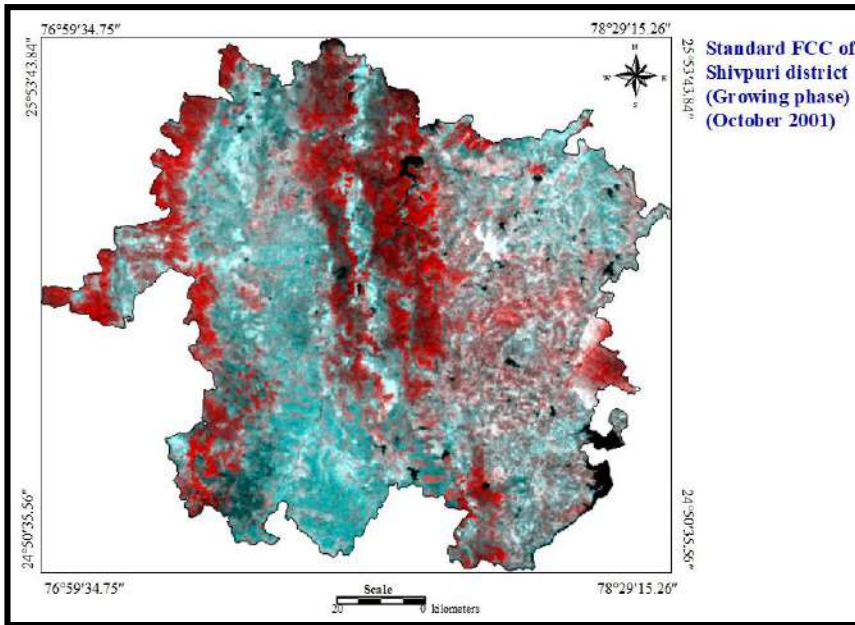 76°59'34.75"
78°29'15.26"
25°53'43.84"
25°53'43.84"
N
W
E
S
Standard FCC of
Shivpuri district
(Growing phase)
(October 2001)
24°50'35.56"
24°50'35.56"
76°59'34.75"
78°29'15.26"
Scale
20
0 kilometers